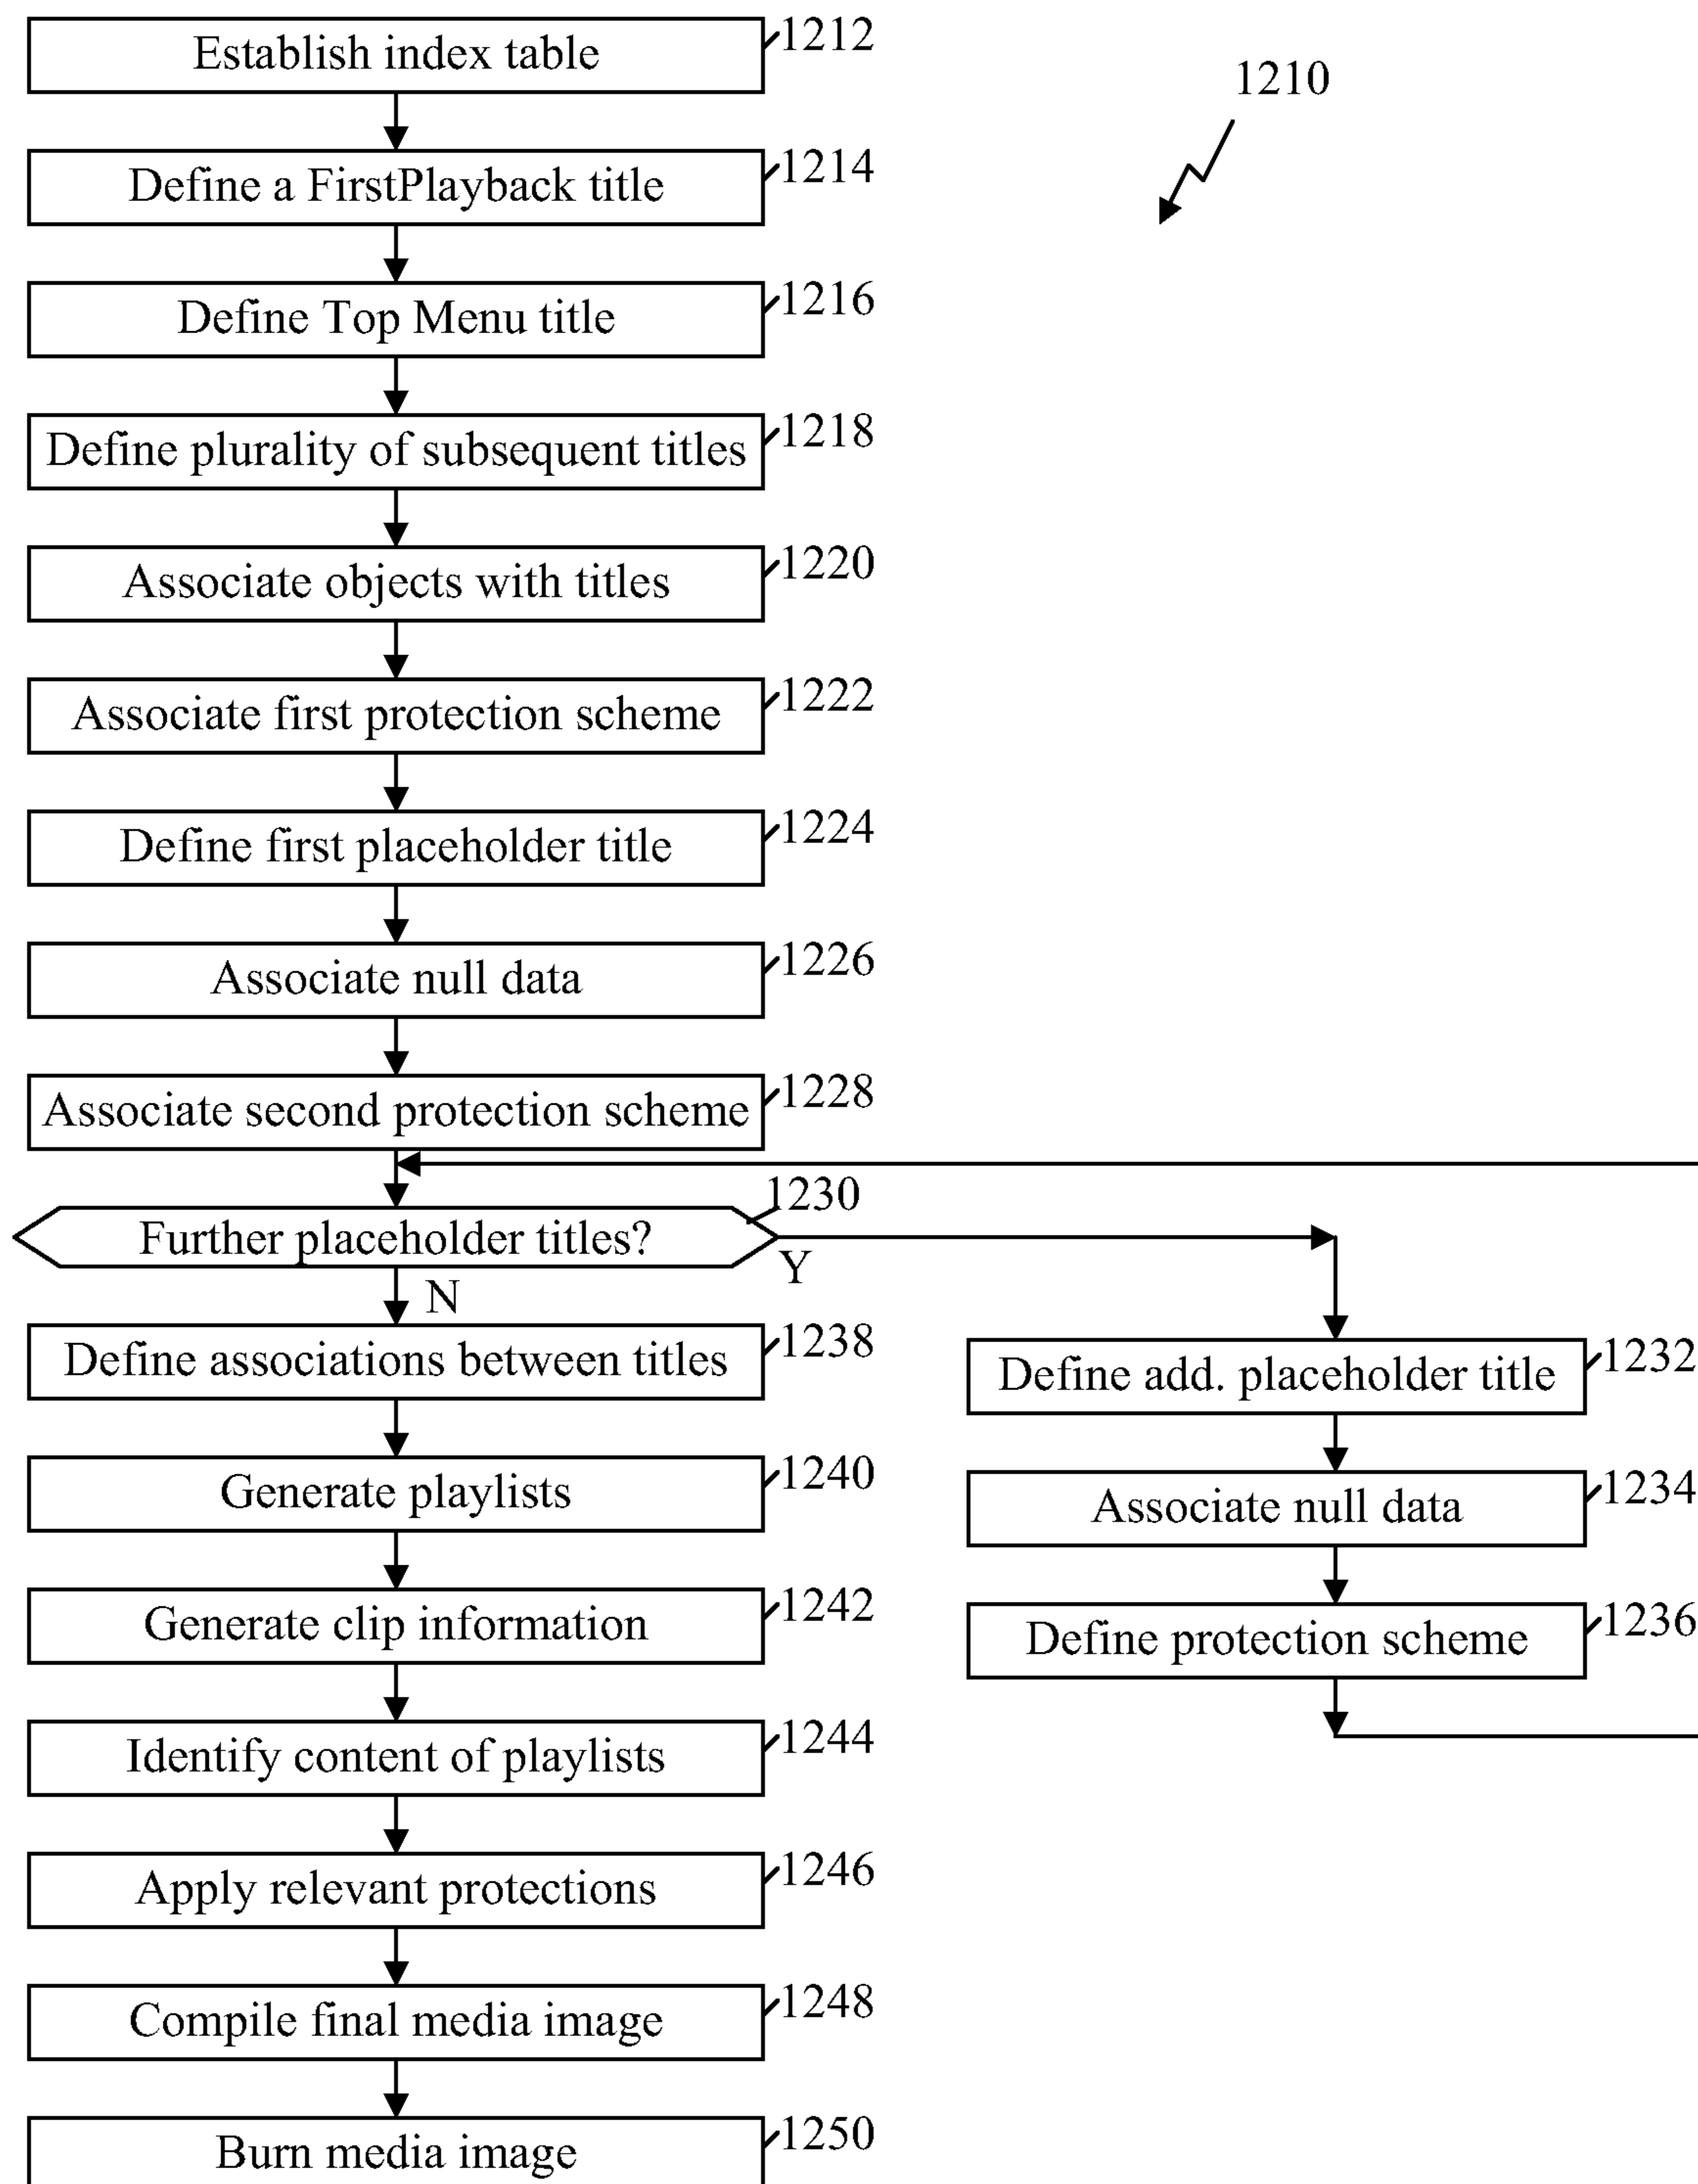 Establish index table
1212
1210
Define a FirstPlayback title
1214
Define Top Menu title
1216
Define plurality of subsequent titles
1218
Associate objects with titles
1220
Associate first protection scheme
1222
Define first placeholder title
1224
Associate null data
1226
Associate second protection scheme
1228
Further placeholder titles?
1230
Y
N
Define associations between titles
1238
Define add. placeholder title
1232
Generate playlists
1240
Associate null data
1234
Generate clip information
1242
Define protection scheme
1236
Identify content of playlists
1244
Apply relevant protections
1246
Compile final media image
1248
Burn media image
1250